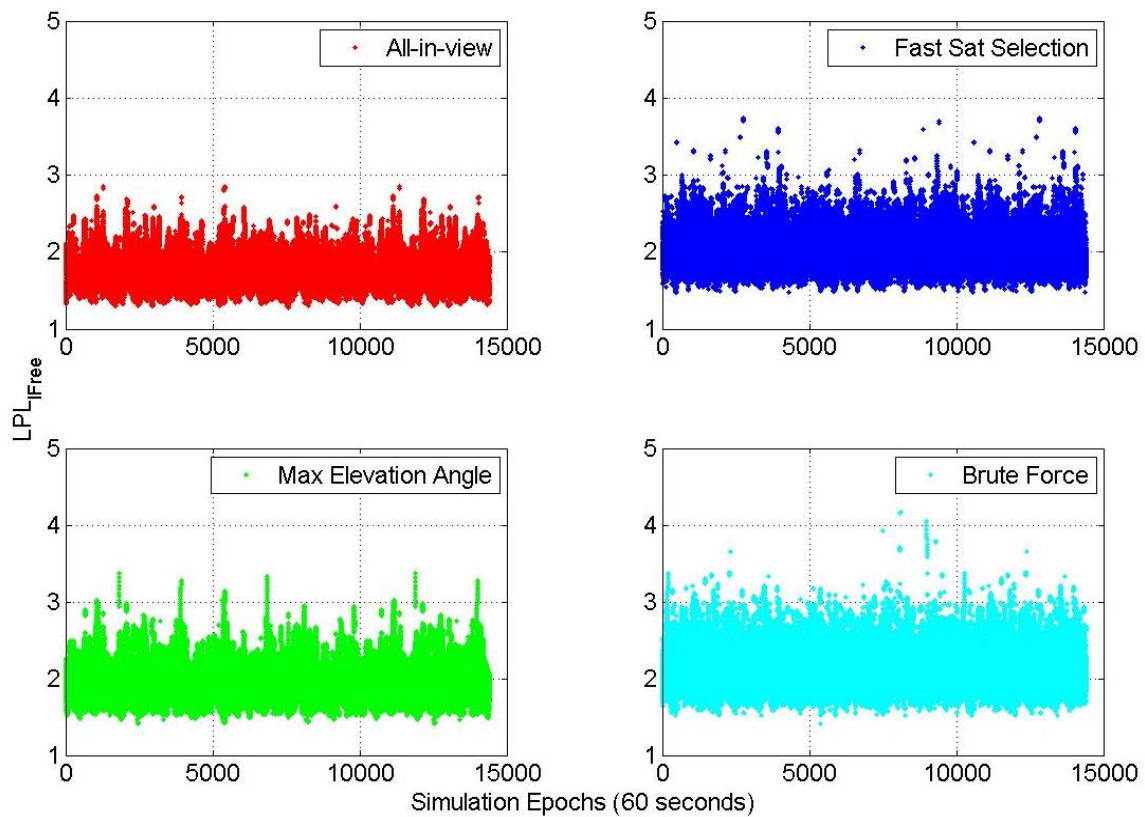 5
4
3
2
1
0 5000 10000 15000
All-in-view
5
4
3
2
1
0 5000 10000 15000
Fast Sat Selection
LPL_IFree
5
4
3
2
1
0 5000 10000 15000
Max Elevation Angle
5
4
3
2
1
0 5000 10000 15000
Brute Force
Simulation Epochs (60 seconds)